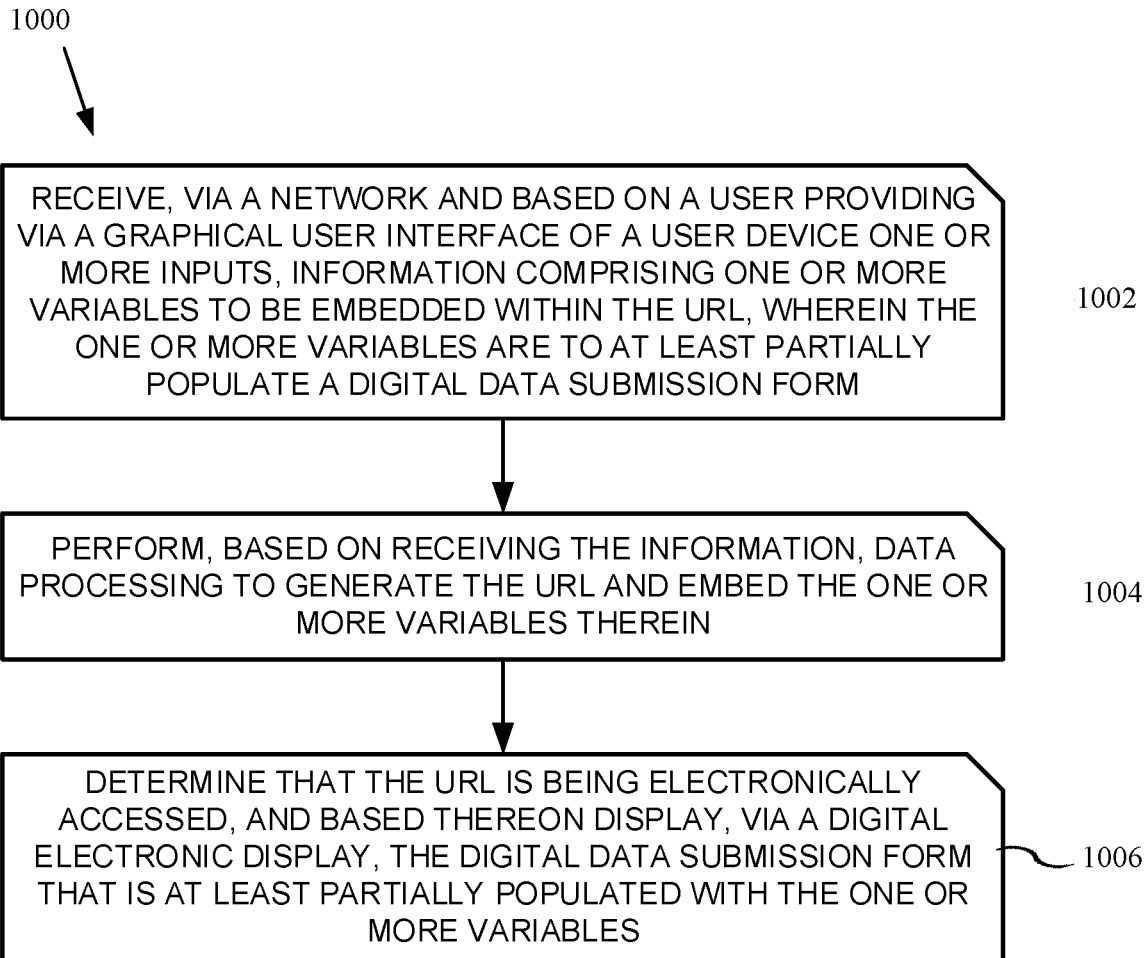 1000
RECEIVE, VIA A NETWORK AND BASED ON A USER PROVIDING
VIA A GRAPHICAL USER INTERFACE OF A USER DEVICE ONE OR
MORE INPUTS, INFORMATION COMPRISING ONE OR MORE
VARIABLES TO BE EMBEDDED WITHIN THE URL, WHEREIN THE
ONE OR MORE VARIABLES ARE TO AT LEAST PARTIALLY
POPULATE A DIGITAL DATA SUBMISSION FORM
1002
PERFORM, BASED ON RECEIVING THE INFORMATION, DATA
PROCESSING TO GENERATE THE URL AND EMBED THE ONE OR
MORE VARIABLES THEREIN
1004
DETERMINE THAT THE URL IS BEING ELECTRONICALLY
ACCESSED, AND BASED THEREON DISPLAY, VIA A DIGITAL
ELECTRONIC DISPLAY, THE DIGITAL DATA SUBMISSION FORM
THAT IS AT LEAST PARTIALLY POPULATED WITH THE ONE OR
MORE VARIABLES
1006